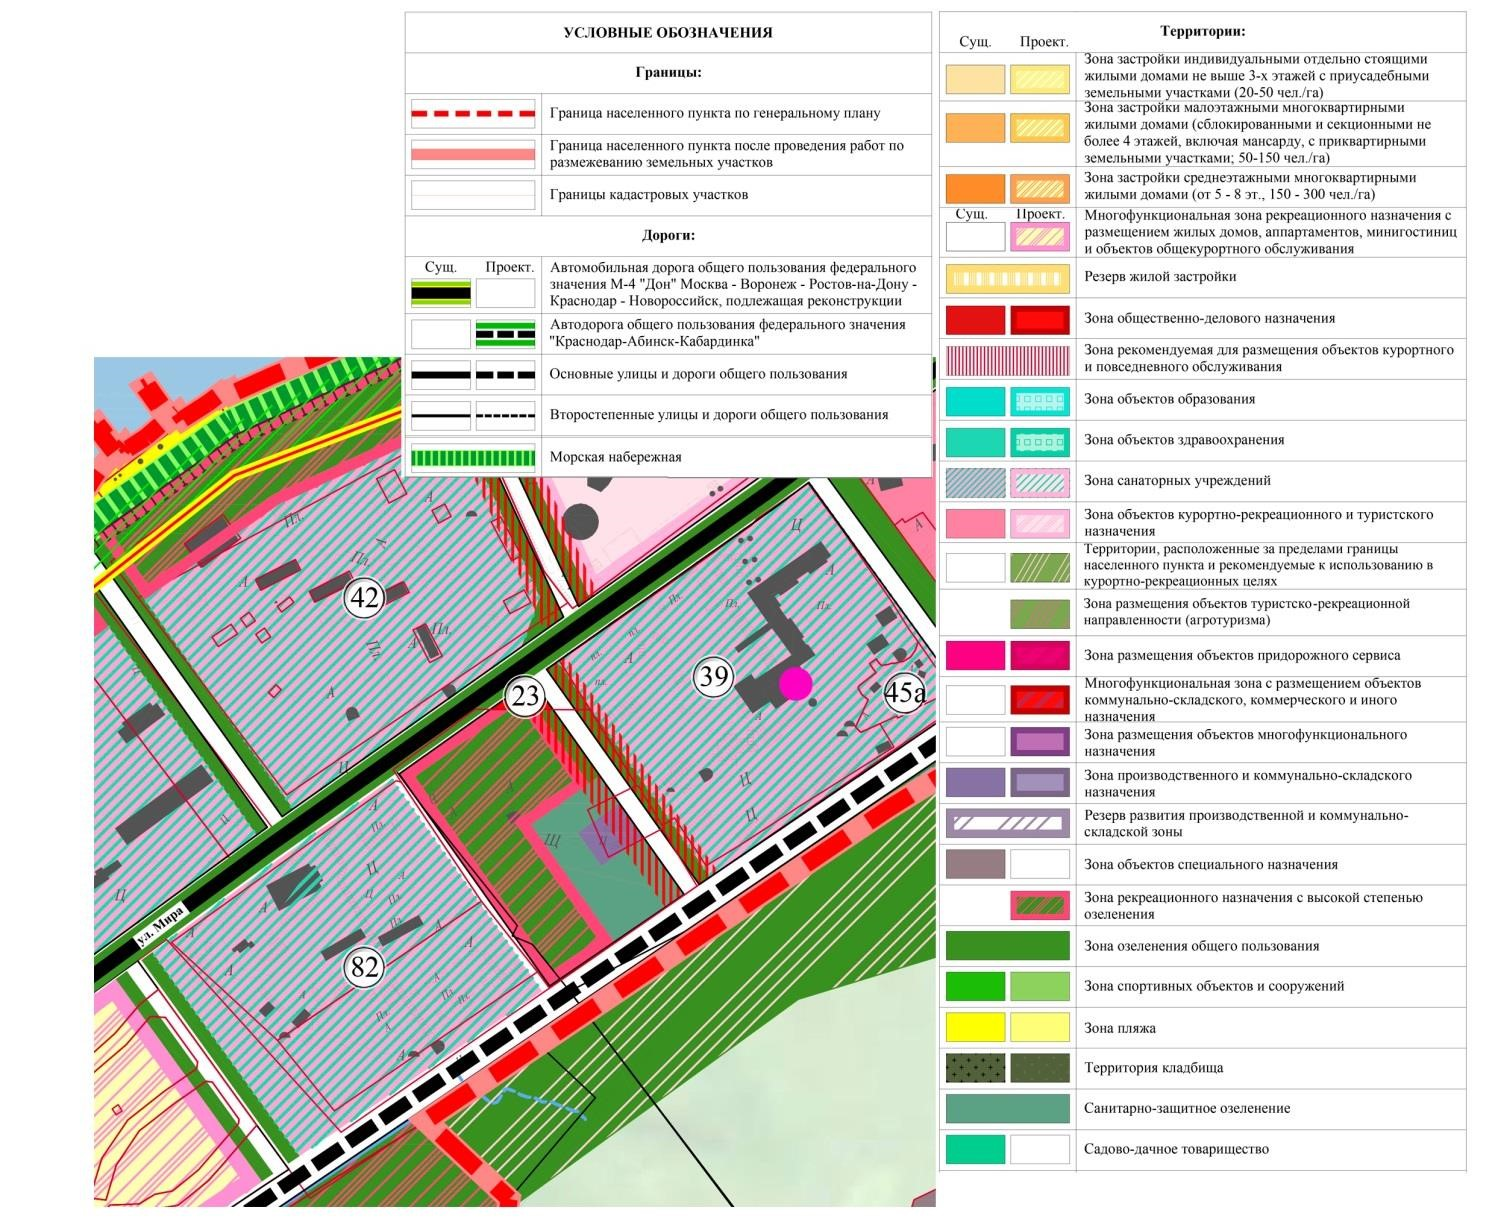 УСЛОВНЫЕ ОБОЗНАЧЕНИЯ
Границы:
Граница населенного пункта по генеральному плану
Граница населенного пункта после проведения работ по
размежеванию земельных участков
Границы кадастровых участков
Дороги:
Сущ. Проект.
Автомобильная дорога общего пользования федерального
значения М-4 "Дон" Москва - Воронеж - Ростов-на-Дону -
Краснодар - Новороссийск, подлежащая реконструкции
Автодорога общего пользования федерального значения
"Краснодар-Абинск-Кабардинка"
Основные улицы и дороги общего пользования
Второстепенные улицы и дороги общего пользования
Морская набережная
Территории:
Сущ. Проект.
Зона застройки индивидуальными отдельно стоящими
жилыми домами не выше 3-х этажей с приусадебными
земельными участками (20-50 чел./га)
Зона застройки малоэтажными многоквартирными
жилыми домами (сблокированными и секционными не
более 4 этажей, включая мансарду, с приквартирными
земельными участками; 50-150 чел./га)
Зона застройки среднеэтажными многоквартирными
жилыми домами (от 5 - 8 эт., 150 - 300 чел./га)
Сущ. Проект.
Многофункциональная зона рекреационного назначения с
размещением жилых домов, аппартаментов, минигостиниц
и объектов общекурортного обслуживания
Резерв жилой застройки
Зона общественно-делового назначения
Зона рекомендуемая для размещения объектов курортного
и повседневного обслуживания
Зона объектов образования
Зона объектов здравоохранения
Зона санаторных учреждений
Зона объектов курортно-рекреационного и туристского
назначения
Территории, расположенные за пределами границы
населенного пункта и рекомендуемые к использованию в
курортно-рекреационных целях
Зона размещения объектов туристско-рекреационной
направленности (агротуризма)
Зона размещения объектов придорожного сервиса
Многофункциональная зона с размещением объектов
коммунально-складского, коммерческого и иного
назначения
Зона размещения объектов многофункционального
назначения
Зона производственного и коммунально-складского
назначения
Резерв развития производственной и коммунально-
складской зоны
Зона объектов специального назначения
Зона рекреационного назначения с высокой степенью
озеленения
Зона озеленения общего пользования
Зона спортивных объектов и сооружений
Зона пляжа
Территория кладбища
Санитарно-защитное озеленение
Садово-дачное товарищество
42
39
23
45а
82
ул. Мира